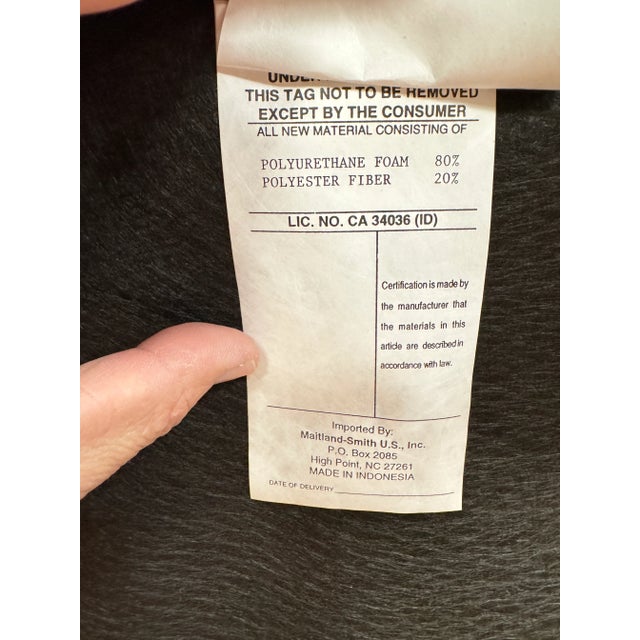 THIS TAG NOT TO BE REMOVED
EXCEPT BY THE CONSUMER
ALL NEW MATERIAL CONSISTING OF
POLYURETHANE FOAM 80%
POLYESTER FIBER 20%
LIC. NO. CA 34036 (ID)
Certification is made by
the manufacturer that
the materials in this
article are described in
accordance with law.
Imported By:
Maitland-Smith U.S., Inc.
P.O. Box 2085
High Point, NC 27261
MADE IN INDONESIA
DATE OF DELIVERY